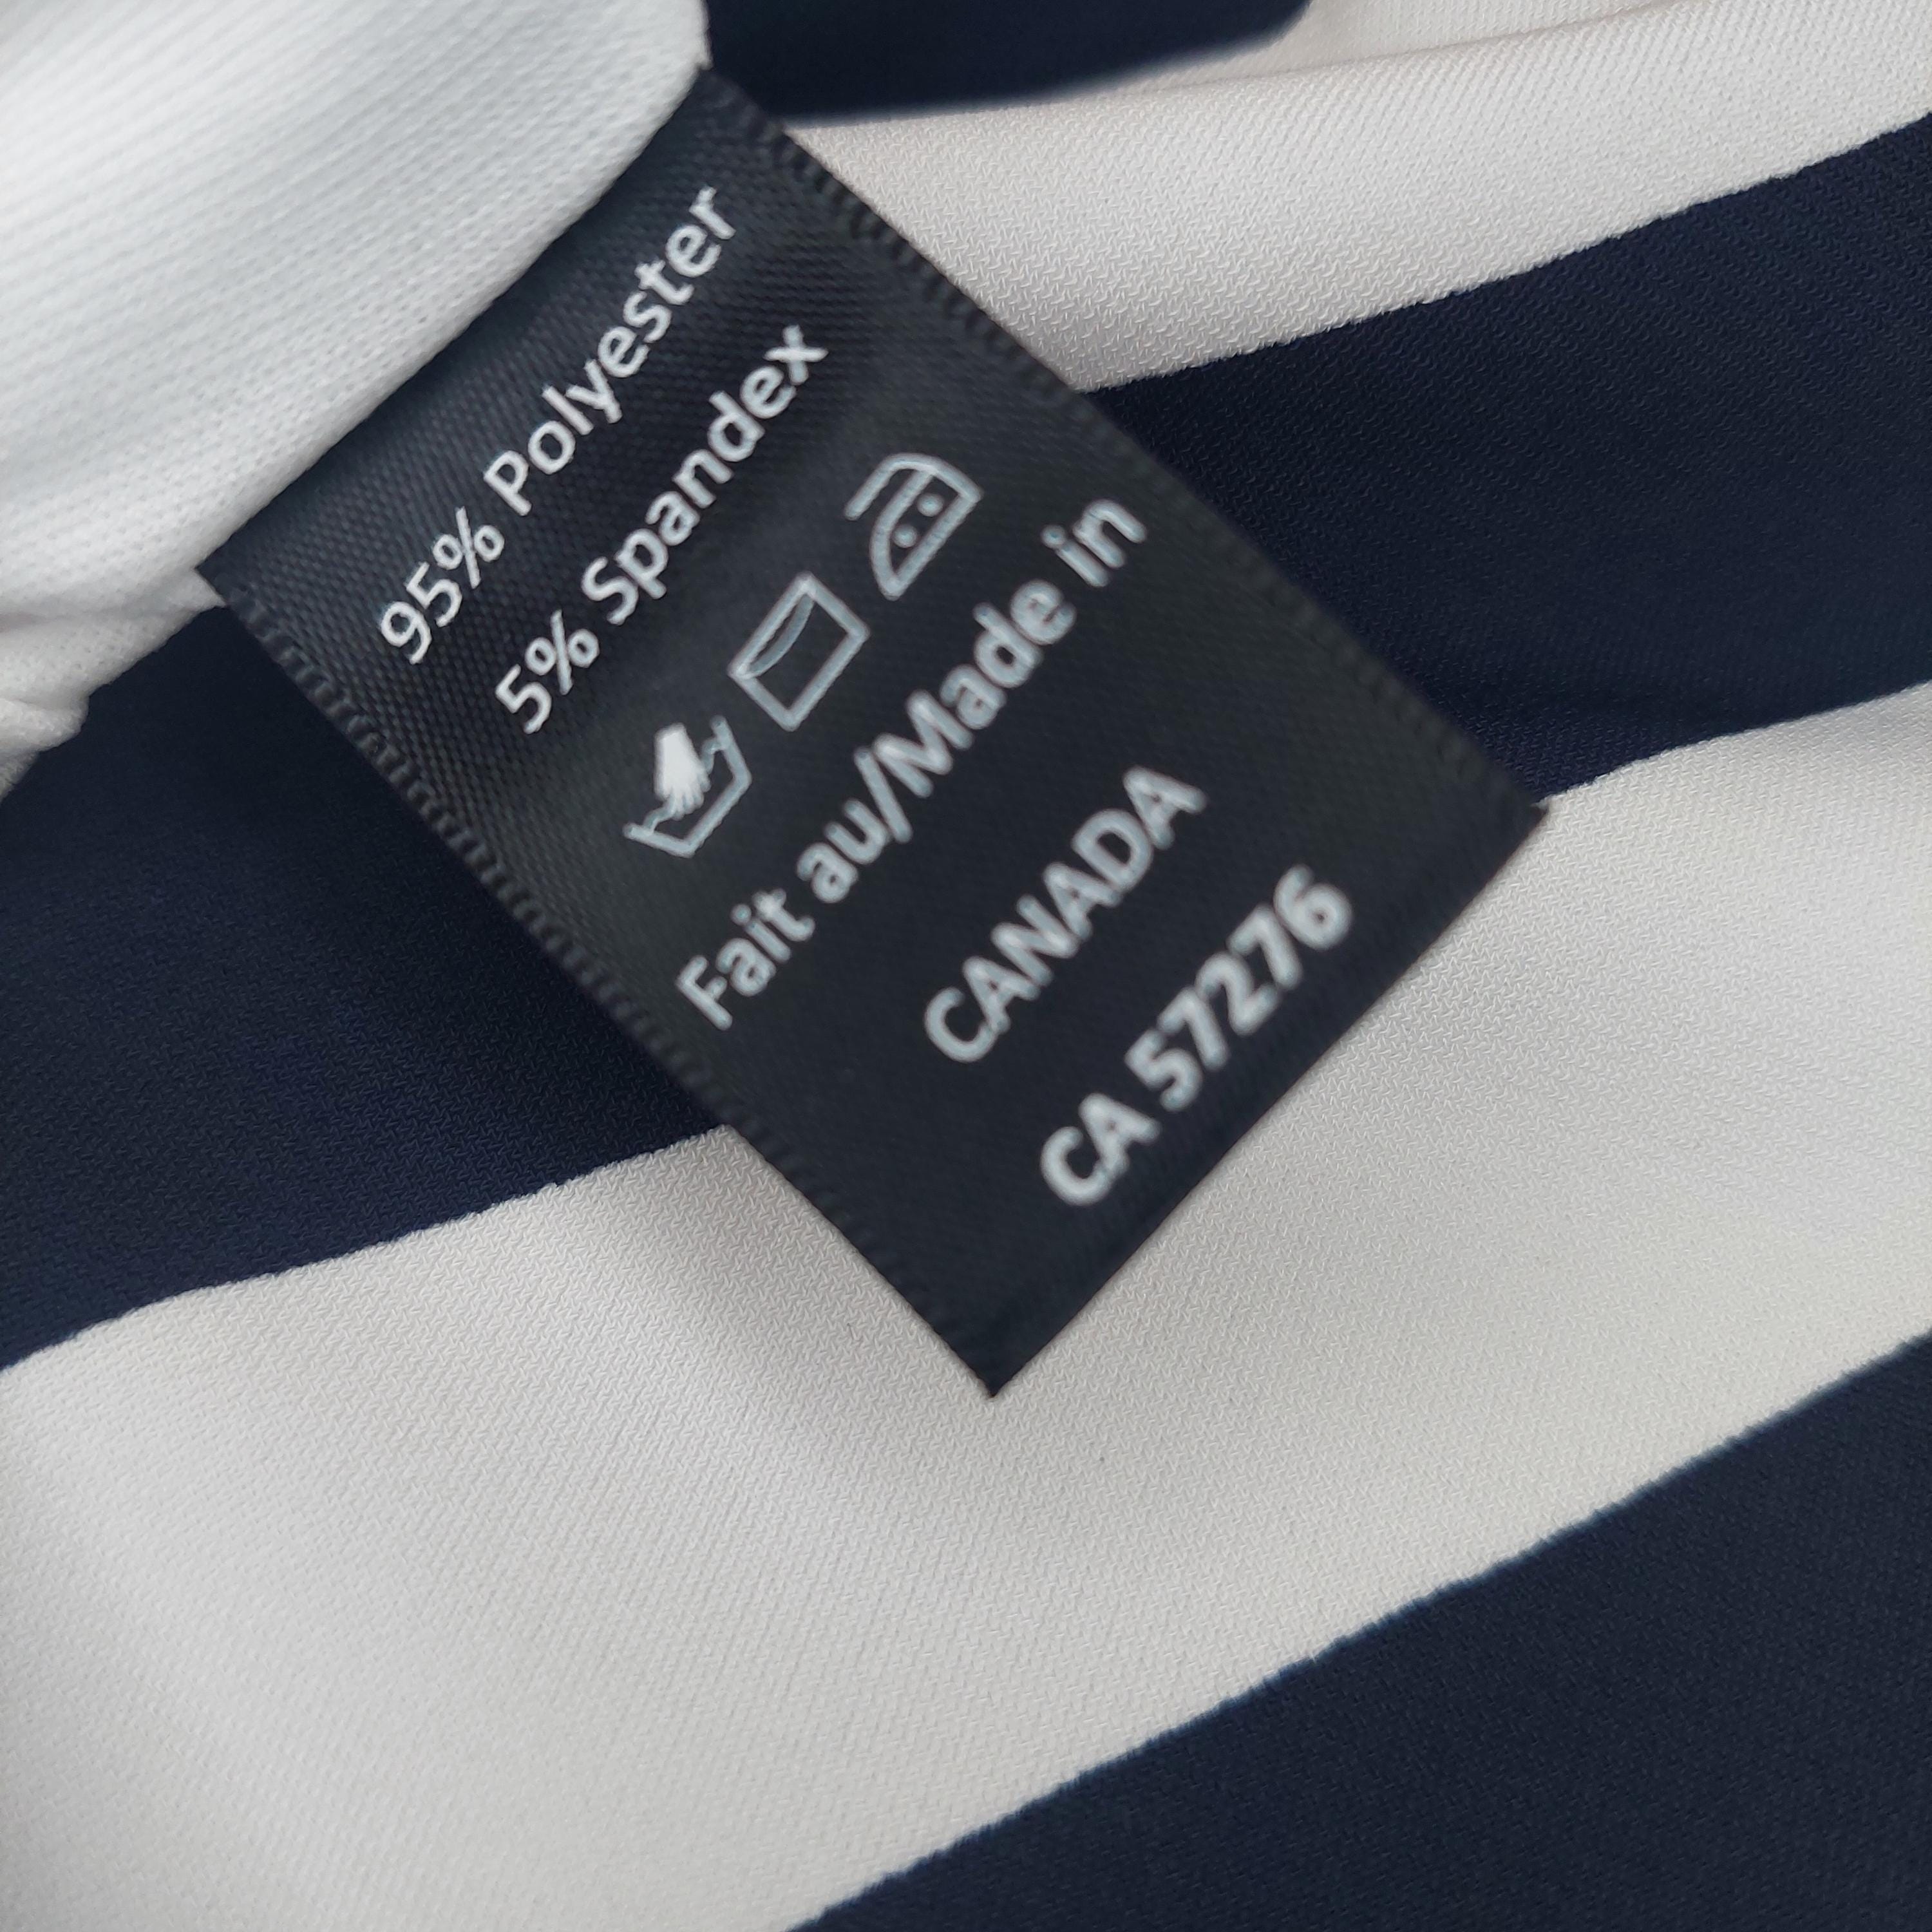 95% Polyester
5% Spandex
Fait au/Made in
CANADA
CA 57276